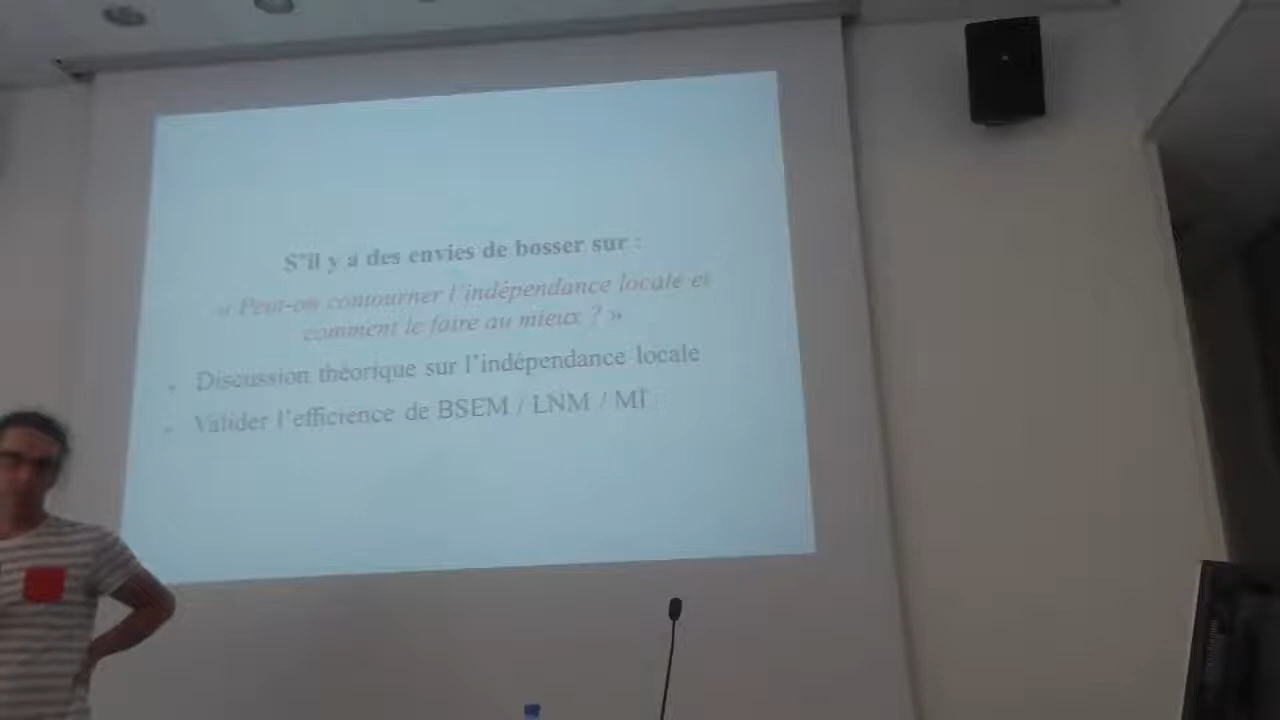 S'il y a des envies de bosser sur :
« Peut-on contourner l'indépendance locale et
comment le faire au mieux ? »
• Discussion théorique sur l'indépendance locale
• Valider l'efficience de BSEM / LNM / MI